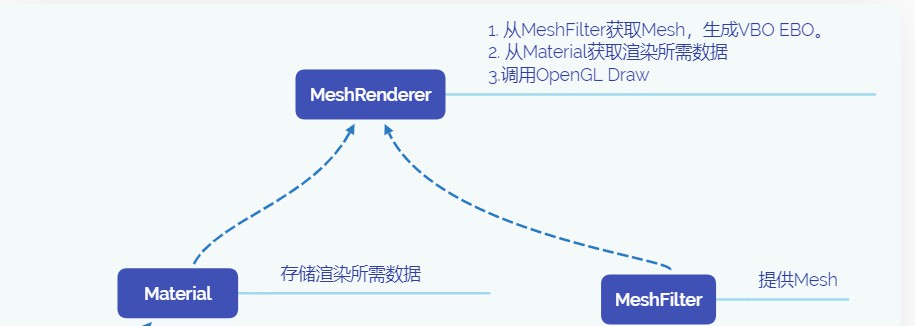 1. 从MeshFilter获取Mesh，生成VBO EBO。
2. 从Material获取渲染所需数据
3.调用OpenGL Draw
MeshRenderer
存储渲染所需数据
Material
提供Mesh
MeshFilter